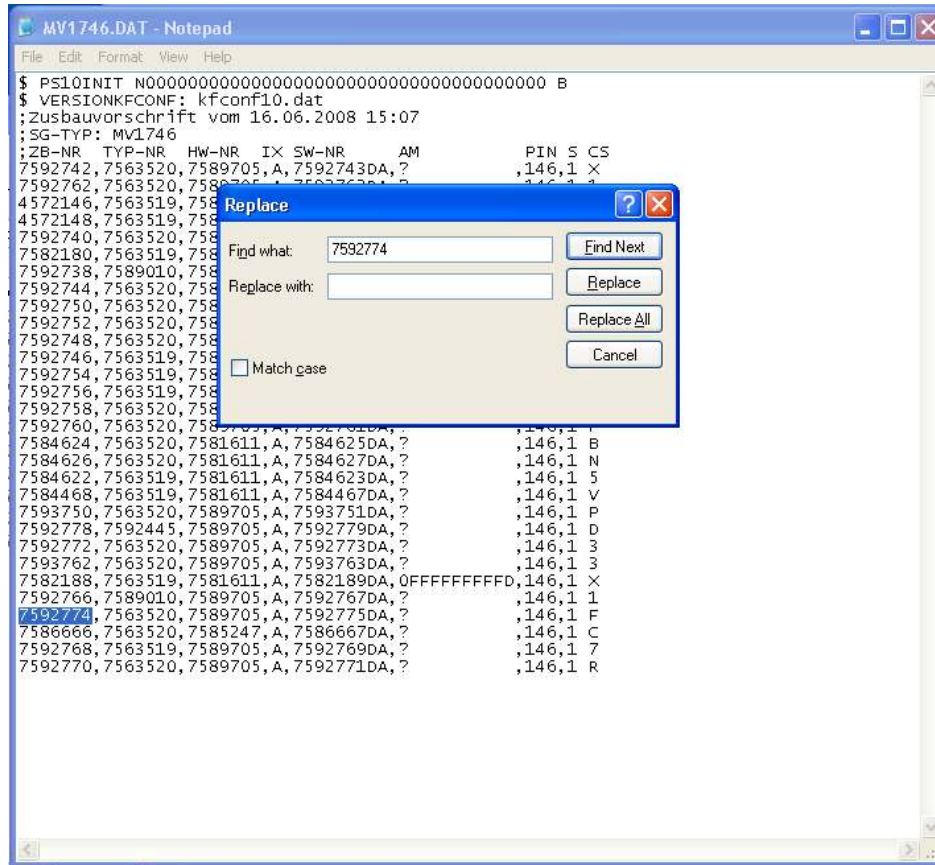 MV1746.DAT - Notepad
File Edit Format View Help
$ PS10INIT N00000000000000000000000000000000000000 B
$ VERSIONKFCONF: kfconf10.dat
;Zusbauvorschrift vom 16.06.2008 15:07
;SG-TYP: MV1746
;ZB-NR TYP-NR HW-NR IX SW-NR AM PIN S CS
7592742,7563520,7589705,A,7592743DA,? ,146,1 X
7592762,7563520,
4572146,7563519,758
4572148,7563519,758
7592740,7563520,758
7582180,7563519,758
7592738,7589010,758
7592744,7563520,758
7592750,7563520,758
7592752,7563520,758
7592748,7563520,758
7592746,7563519,758
7592754,7563519,758
7592756,7563519,758
7592758,7563520,758
7592760,7563520,
Replace
Find what: 7592774
Replace with:
Match case
Find Next
Replace
Replace All
Cancel
7584624,7563520,7581611,A,7584625DA,? ,146,1 B
7584626,7563520,7581611,A,7584627DA,? ,146,1 N
7584622,7563519,7581611,A,7584623DA,? ,146,1 5
7584468,7563519,7581611,A,7584467DA,? ,146,1 V
7593750,7563520,7589705,A,7593751DA,? ,146,1 P
7592778,7592445,7589705,A,7592779DA,? ,146,1 D
7592772,7563520,7589705,A,7592773DA,? ,146,1 3
7593762,7563520,7589705,A,7593763DA,? ,146,1 3
7582188,7563519,7581611,A,7582189DA,0FFFFFFFFFD,146,1 X
7592766,7589010,7589705,A,7592767DA,? ,146,1 1
7592774,7563520,7589705,A,7592775DA,? ,146,1 F
7586666,7563520,7585247,A,7586667DA,? ,146,1 C
7592768,7563519,7589705,A,7592769DA,? ,146,1 7
7592770,7563520,7589705,A,7592771DA,? ,146,1 R